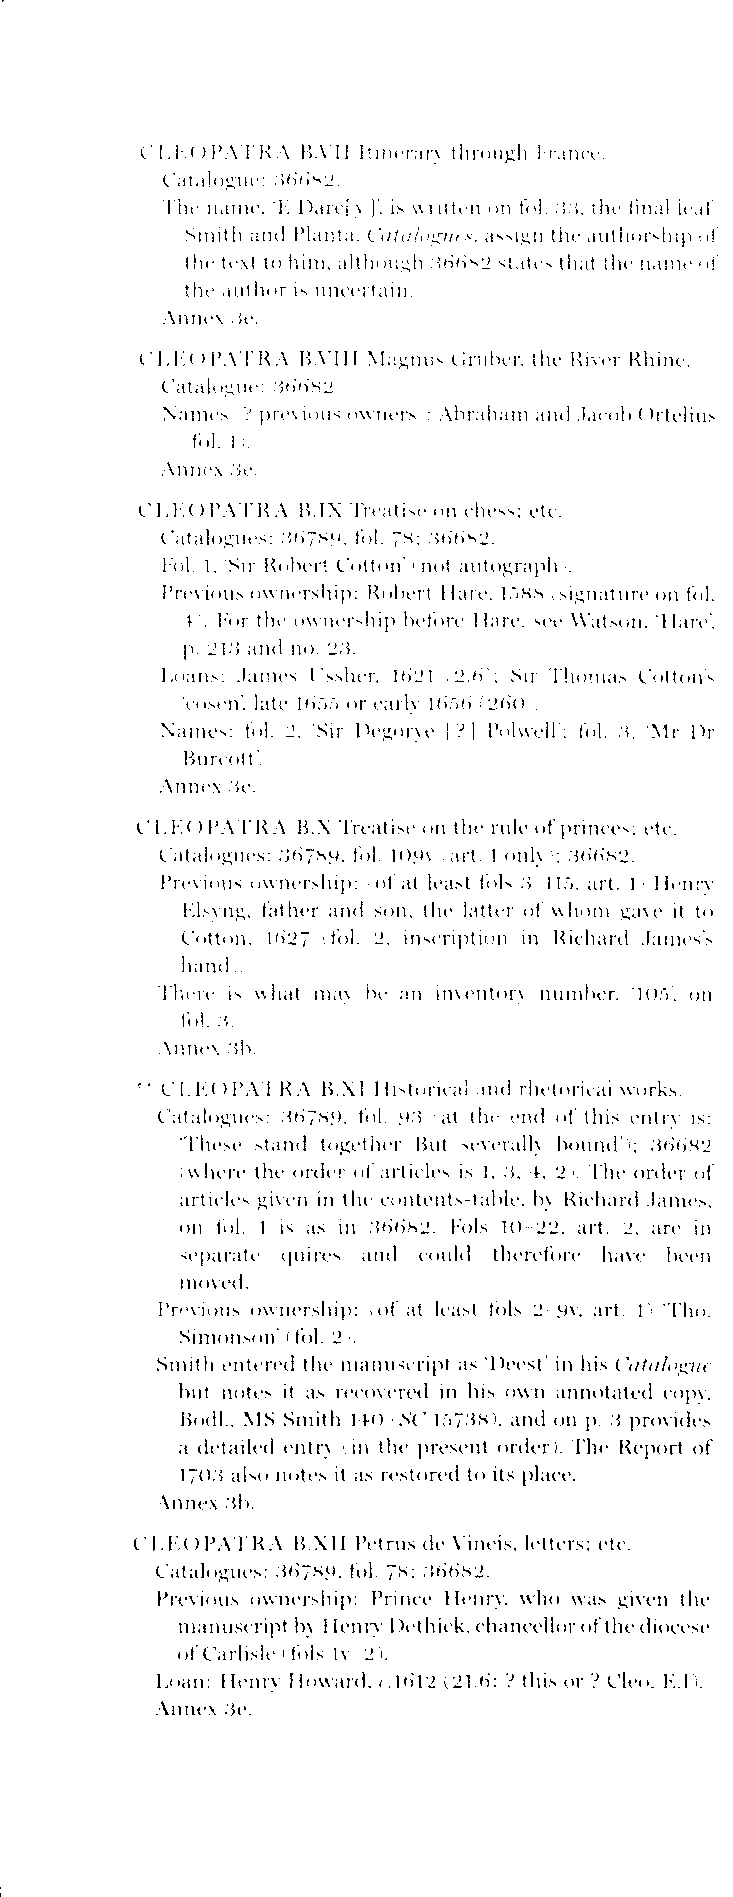 CLEOPATRA B.VII Itinerary through France.
Catalogue: 36682.
The name, 'F. Darc[y]', is written on fol. 33, the final leaf.
Smith and Planta, Catalogues, assign the authorship of
the text to him, although 36682 states that the name of
the author is uncertain.
Annex 3e.
CLEOPATRA B.VIII Magnus Gruber, the River Rhine.
Catalogue: 36682
Names (? previous owners): Abraham and Jacob Ortelius
(fol. 1).
Annex 3e.
CLEOPATRA B.IX Treatise on chess; etc.
Catalogues: 36789, fol. 78; 36682.
Fol. 1, 'Sir Robert Cotton' (not autograph).
Previous ownership: Robert Hare, 1588 (signature on fol.
4). For the ownership before Hare, see Watson, 'Hare',
p. 213 and no. 23.
Loans: James Ussher, 1621 (2.6); Sir Thomas Cotton's
'cosen', late 1655 or early 1656 (260).
Names: fol. 2, 'Sir Degorye [?] Polwell'; fol. 3, 'Mr Dr
Burcott'.
Annex 3e.
CLEOPATRA B.X Treatise on the rule of princes; etc.
Catalogues: 36789, fol. 109v (art. 1 only); 36682.
Previous ownership: (of at least fols 3–115, art. 1) Henry
Elsyng, father and son, the latter of whom gave it to
Cotton, 1627 (fol. 2, inscription in Richard James's
hand).
There is what may be an inventory number, '105', on
fol. 3.
Annex 3b.
** CLEOPATRA B.XI Historical and rhetorical works.
Catalogues: 36789, fol. 93 (at the end of this entry is:
'These stand together But severally bound'); 36682
(where the order of articles is 1, 3, 4, 2). The order of
articles given in the contents-table, by Richard James,
on fol. 1 is as in 36682. Fols 10–22, art. 2, are in
separate quires and could therefore have been
moved.
Previous ownership: (of at least fols 2–9v, art. 1) 'Tho.
Simonson' (fol. 2).
Smith entered the manuscript as 'Deest' in his Catalogue
but notes it as recovered in his own annotated copy,
Bodl., MS Smith 140 (SC 15738), and on p. 3 provides
a detailed entry (in the present order). The Report of
1703 also notes it as restored to its place.
Annex 3b.
CLEOPATRA B.XII Petrus de Vineis, letters; etc.
Catalogues: 36789, fol. 78; 36682.
Previous ownership: Prince Henry, who was given the
manuscript by Henry Dethick, chancellor of the diocese
of Carlisle (fols 1v–2).
Loan: Henry Howard, c.1612 (21.6: ? this or ? Cleo. E.I).
Annex 3e.